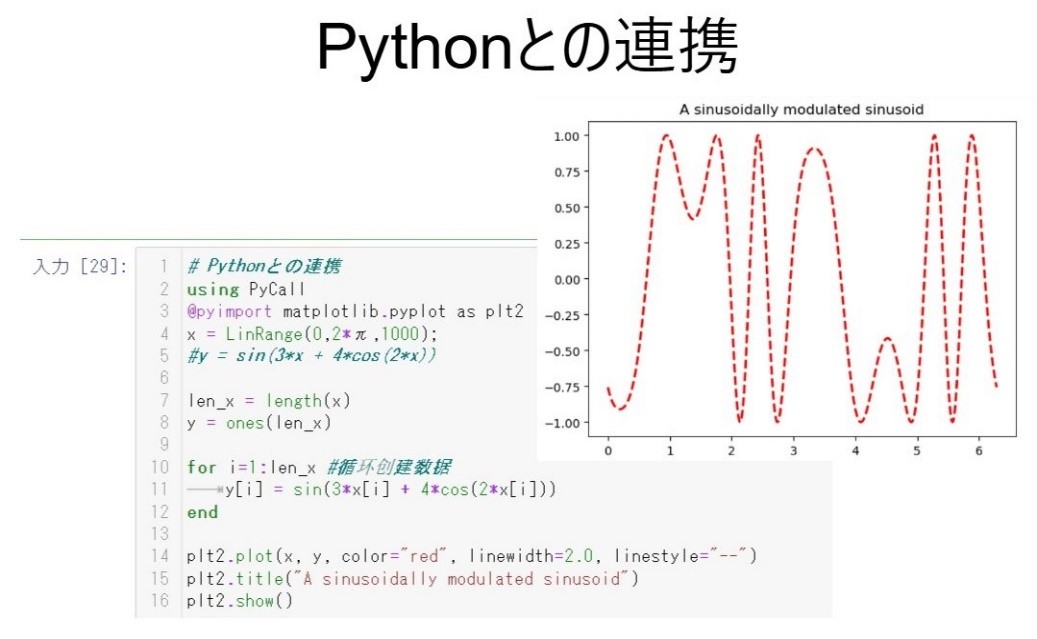 Pythonとの連携
A sinusoidally modulated sinusoid
1.00
0.75
0.50
0.25
0.00
−0.25
−0.50
−0.75
−1.00
0 1 2 3 4 5 6
入力 [29]:
1 # Pythonとの連携
2 using PyCall
3 @pyimport matplotlib.pyplot as plt2
4 x = LinRange(0,2*π,1000);
5 #y = sin(3*x + 4*cos(2*x))
6
7 len_x = length(x)
8 y = ones(len_x)
9
10 for i=1:len_x #循环创建数据
11 y[i] = sin(3*x[i] + 4*cos(2*x[i]))
12 end
13
14 plt2.plot(x, y, color="red", linewidth=2.0, linestyle="--")
15 plt2.title("A sinusoidally modulated sinusoid")
16 plt2.show()